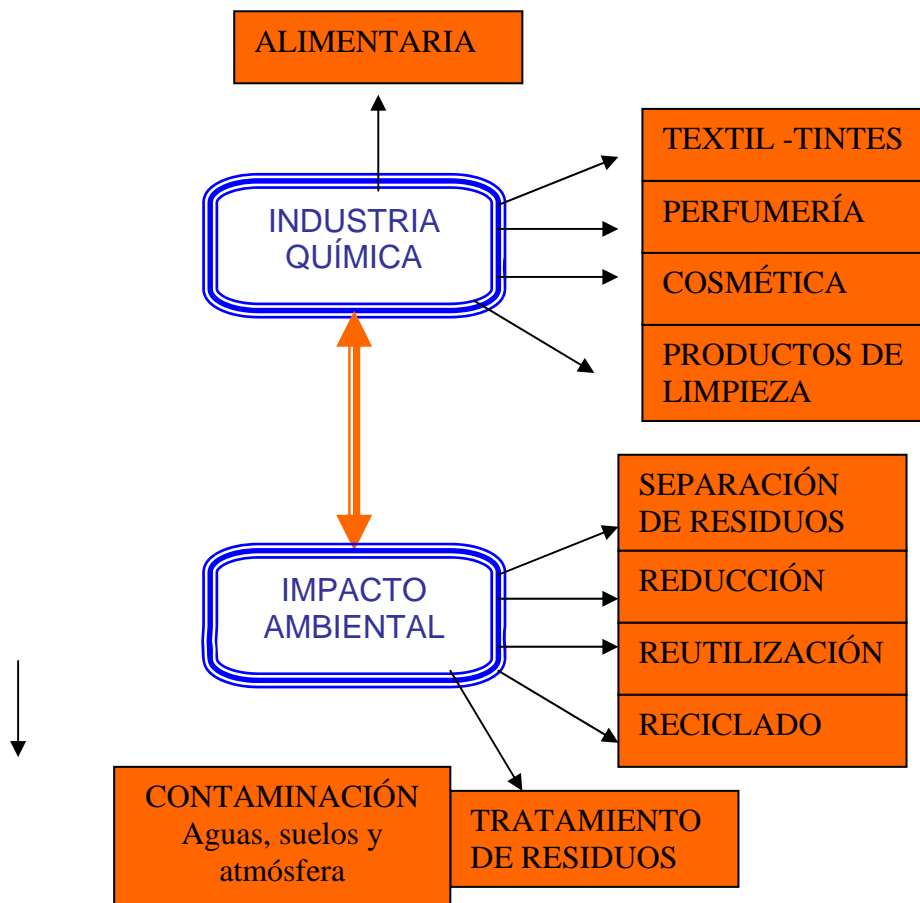 ALIMENTARIA
TEXTIL -TINTES
PERFUMERÍA
COSMÉTICA
PRODUCTOS DE
LIMPIEZA
INDUSTRIA
QUÍMICA
SEPARACIÓN
DE RESIDUOS
REDUCCIÓN
REUTILIZACIÓN
RECICLADO
IMPACTO
AMBIENTAL
CONTAMINACIÓN
Aguas, suelos y
atmósfera
TRATAMIENTO
DE RESIDUOS